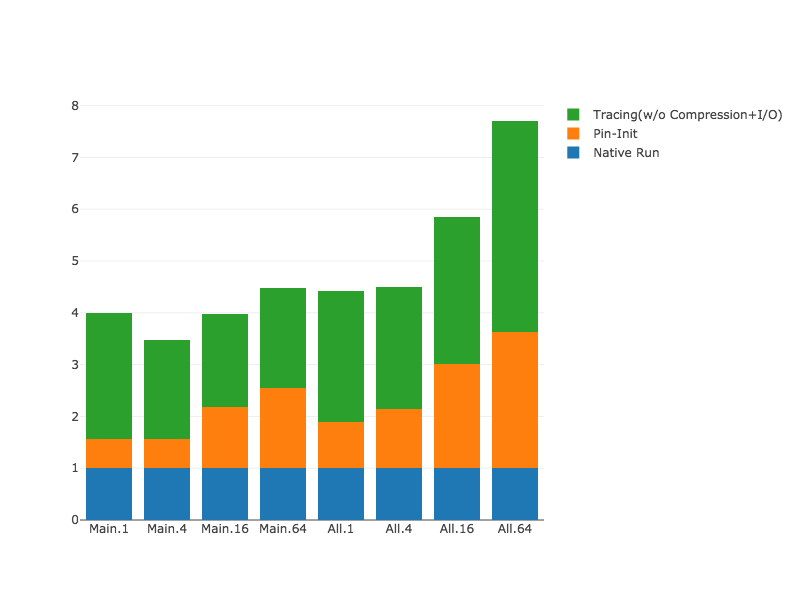 8
7
6
5
4
3
2
1
0
Main.1 Main.4 Main.16 Main.64 All.1 All.4 All.16 All.64
Tracing(w/o Compression+I/O)
Pin-Init
Native Run